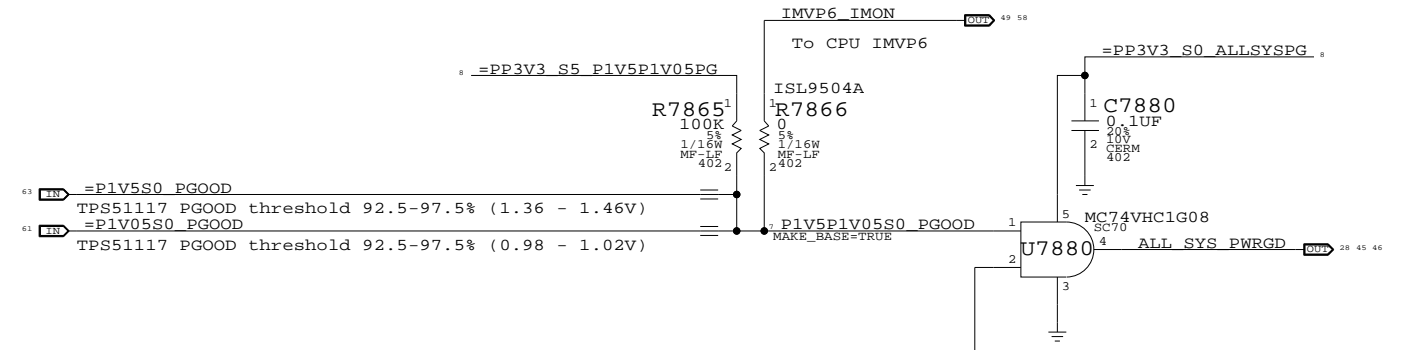 IMVP6_IMON
OUT 49 58
To CPU IMVP6
=PP3V3_S0_ALLSYSPG 8
8 =PP3V3_S5_P1V5P1V05PG
ISL9504A
R7865 1
100K
5%
1/16W
MF-LF
402 2
1 R7866
0
5%
1/16W
MF-LF
2 402
1 C7880
0.1UF
20%
10V
2 CERM
402
63 IN =P1V5S0_PGOOD
TPS51117 PGOOD threshold 92.5-97.5% (1.36 - 1.46V)
61 IN =P1V05S0_PGOOD
TPS51117 PGOOD threshold 92.5-97.5% (0.98 - 1.02V)
7 P1V5P1V05S0_PGOOD
MAKE_BASE=TRUE
1
2
5 MC74VHC1G08
SC70
U7880
4
3
ALL_SYS_PWRGD
OUT 28 45 46